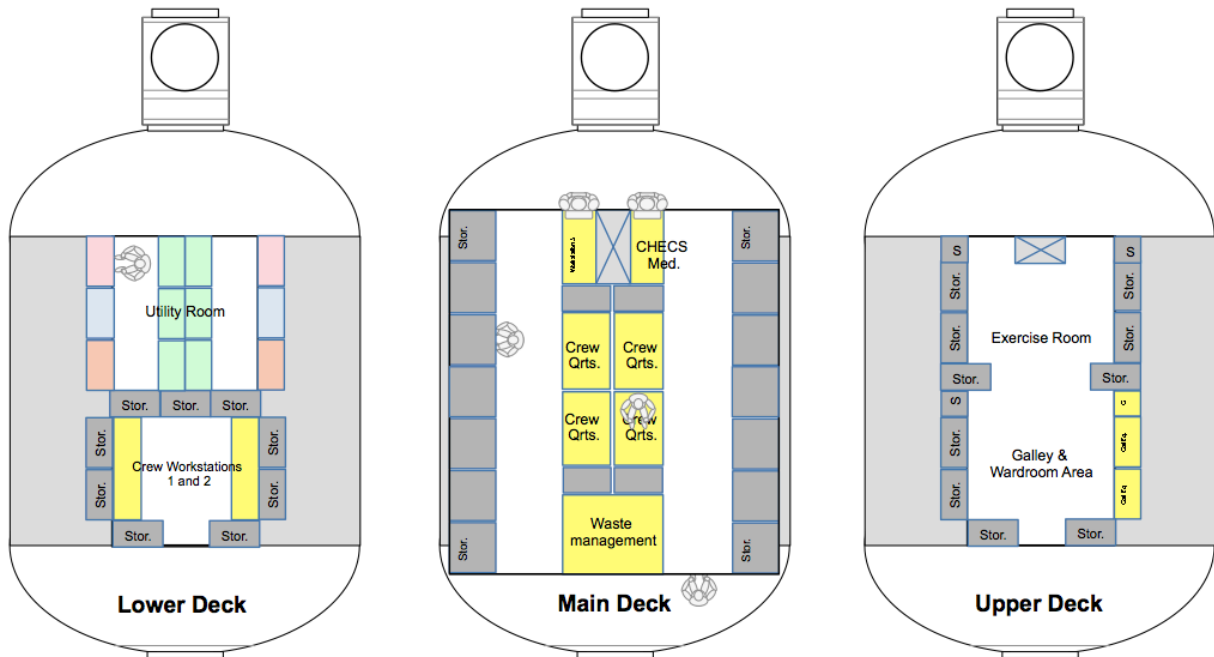 Utility Room
Stor.
Stor.
Stor.
Stor.
Stor.
Crew Workstations
1 and 2
Stor.
Stor.
Stor.
Stor.
Lower Deck
Stor.
CHECS
Med.
Stor.
Crew
Qrts.
Crew
Qrts.
Crew
Qrts.
Crew
Qrts.
Stor.
Waste
management
Stor.
Main Deck
S
S
Stor.
Stor.
Stor.
Exercise Room
Stor.
Stor.
Stor.
S
G
Stor.
Galley &
Wardroom Area
Stor.
Stor.
Stor.
Upper Deck